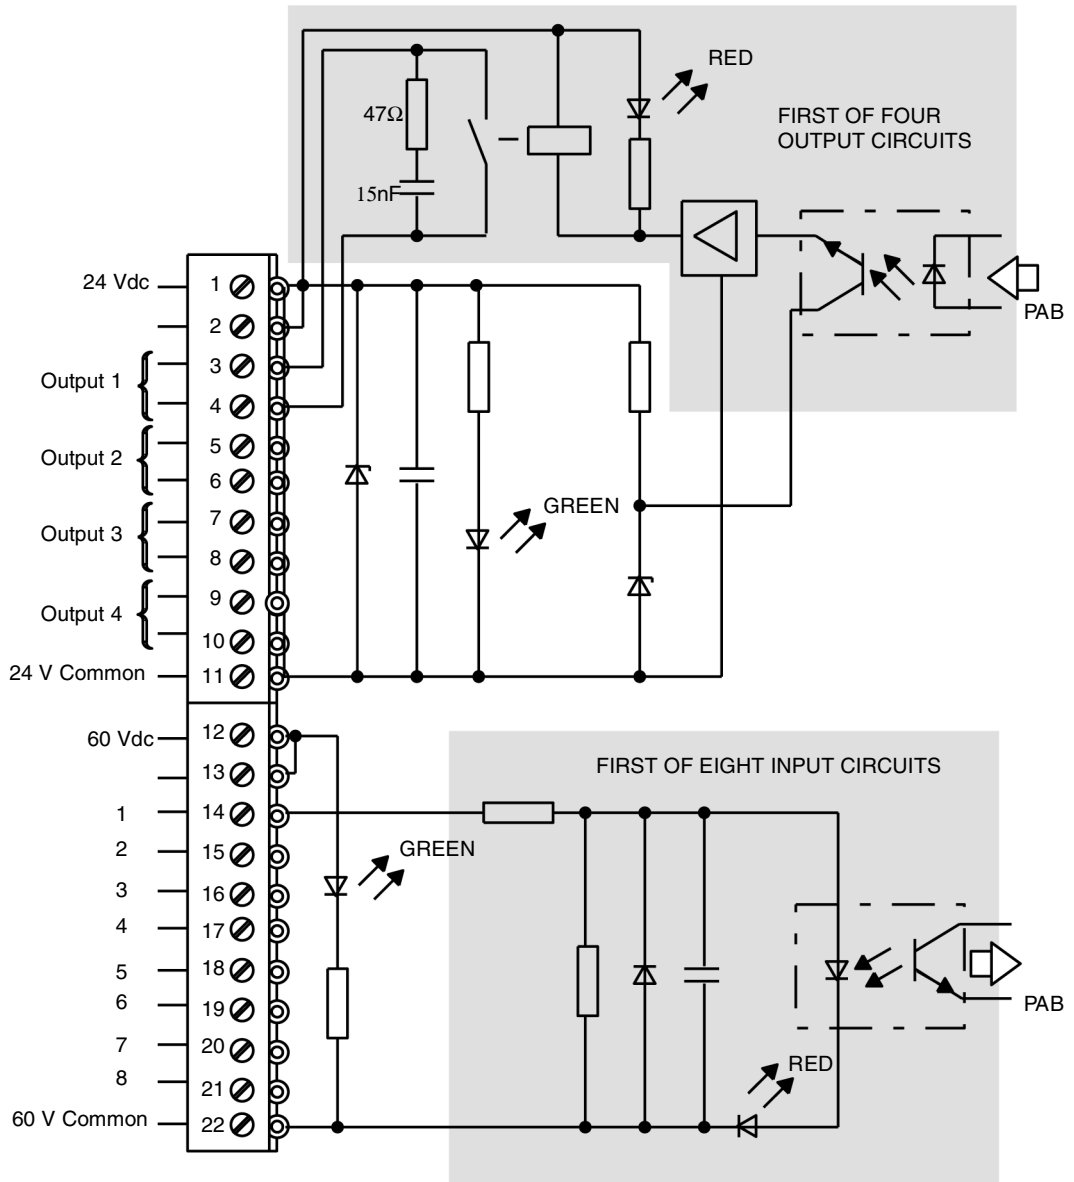 RED
47Ω
FIRST OF FOUR
OUTPUT CIRCUITS
15nF
24 Vdc
1
PAB
2
3
Output 1
4
5
Output 2
6
7
GREEN
Output 3
8
9
Output 4
10
24 V Common
11
60 Vdc
12
FIRST OF EIGHT INPUT CIRCUITS
13
1
14
2
15
GREEN
3
16
4
17
5
18
6
19
PAB
7
20
RED
8
21
60 V Common
22